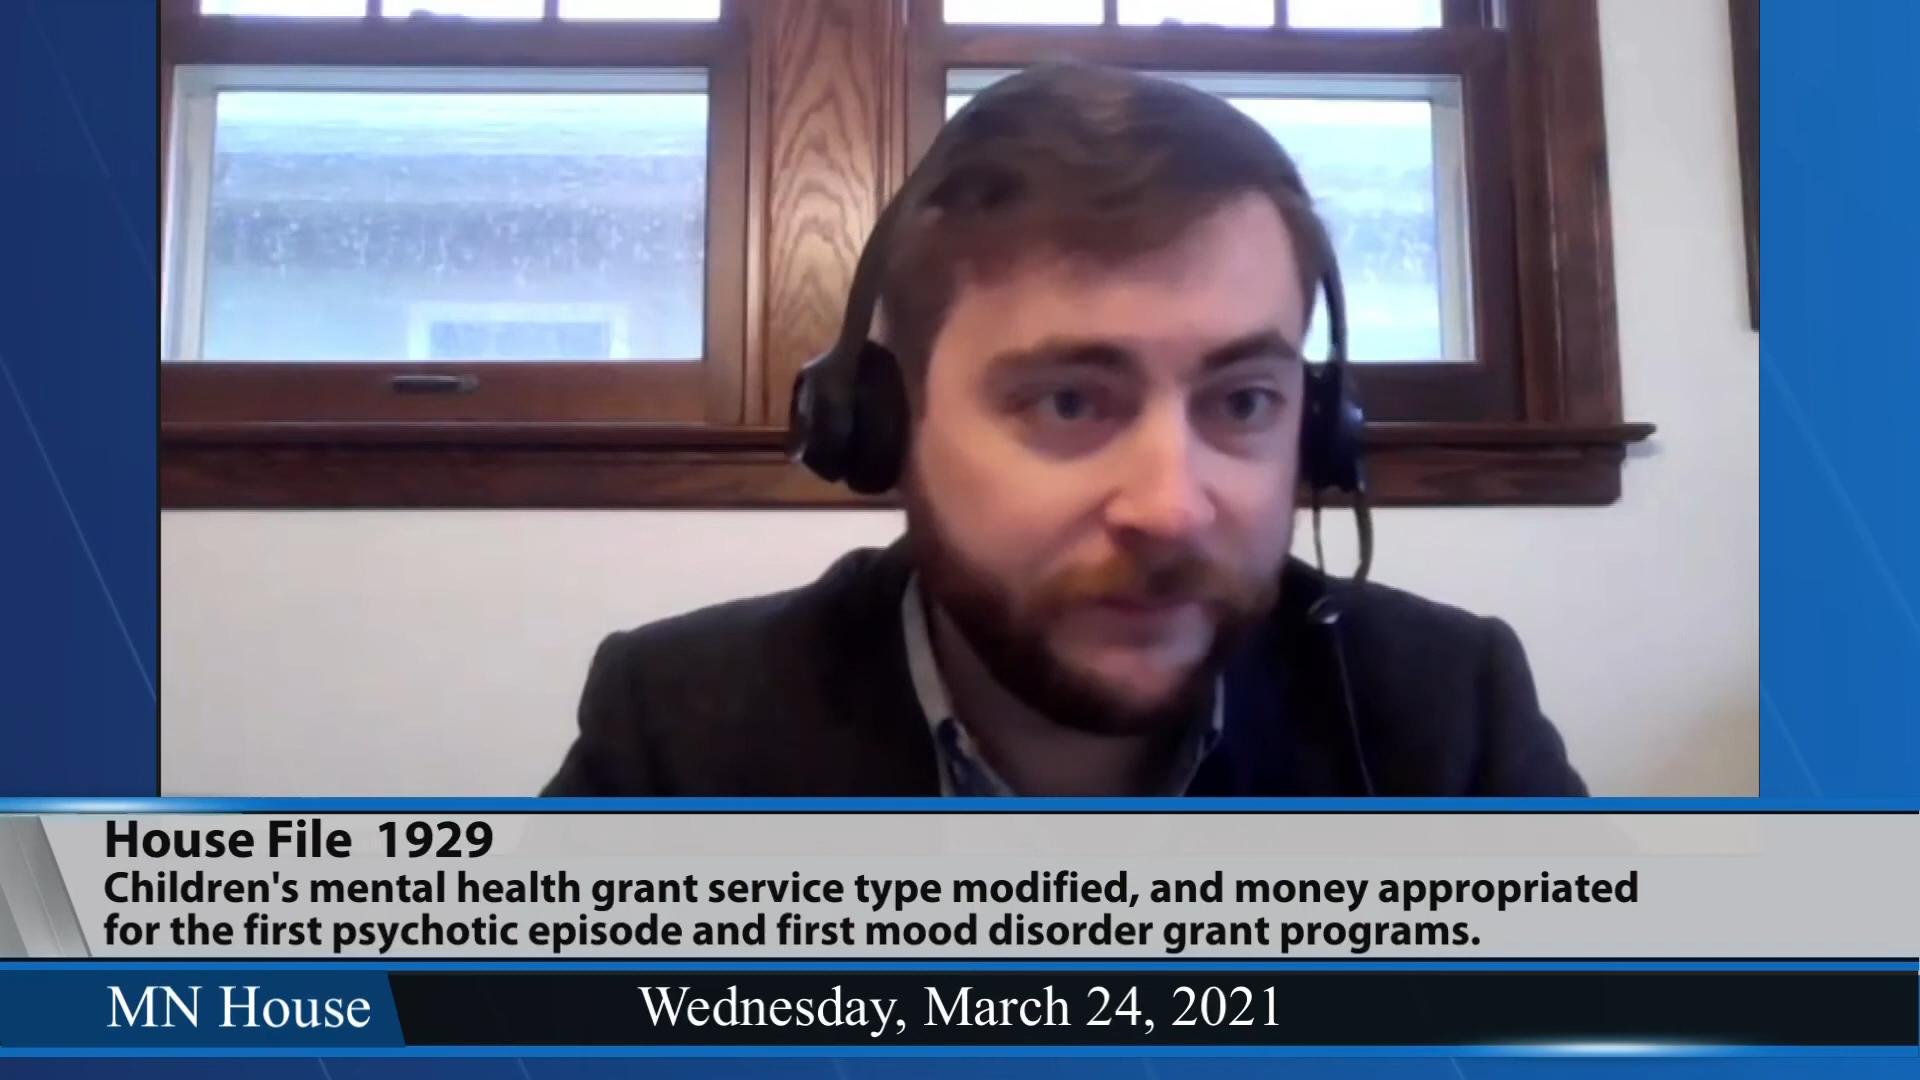 House File 1929
Children's mental health grant service type modified, and money appropriated
for the first psychotic episode and first mood disorder grant programs.
MN House
Wednesday, March 24, 2021